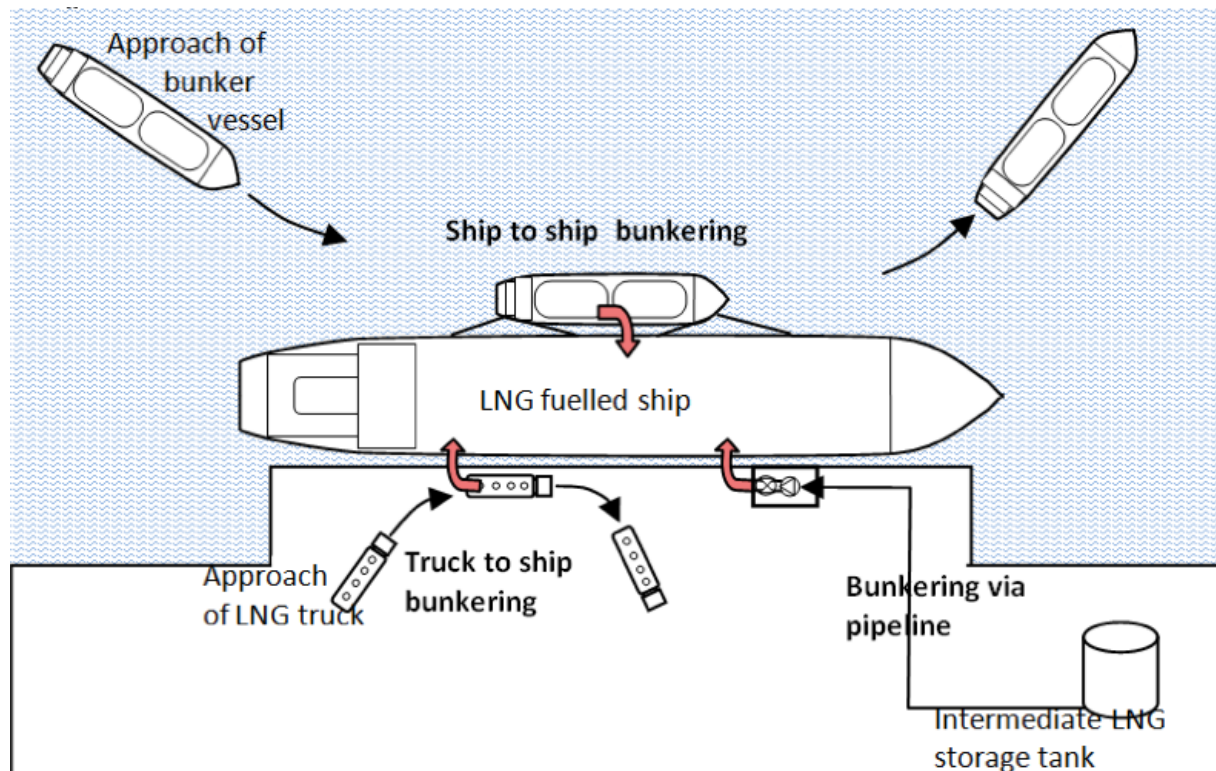 Approach of
bunker
vessel
Ship to ship bunkering
LNG fuelled ship
Truck to ship
bunkering
Approach
of LNG truck
Bunkering via
pipeline
Intermediate LNG
storage tank